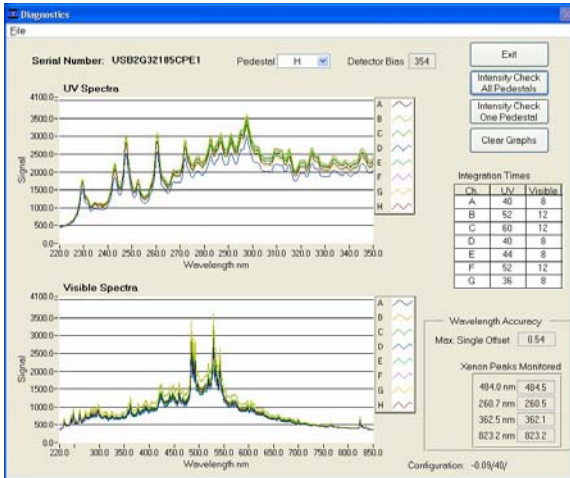 Diagnostics
File
Serial Number: USB2G32185CPE1 Pedestal H Detector Bias 354
Exit
Intensity Check
All Pedestals
Intensity Check
One Pedestal
Clear Graphs
UV Spectra
4100.0
3500.0
3000.0
2500.0
2000.0
1500.0
1000.0
500.0
0.0
Signal
220.0 230.0 240.0 250.0 260.0 270.0 280.0 290.0 300.0 310.0 320.0 330.0 340.0 350.0
Wavelength nm
A
B
C
D
E
F
G
H
Integration Times
Ch. UV Visible
A 40 8
B 52 12
C 60 12
D 40 8
E 44 8
F 52 12
G 36 8
Visible Spectra
4100.0
3500.0
3000.0
2500.0
2000.0
1500.0
1000.0
500.0
0.0
Signal
220.0 300.0 350.0 400.0 450.0 500.0 550.0 600.0 650.0 700.0 750.0 800.0 850.0
Wavelength nm
A
B
C
D
E
F
G
H
Wavelength Accuracy
Max. Single Offset 0.54
Xenon Peaks Monitored
484.0 nm 484.5
260.7 nm 260.5
362.5 nm 362.1
823.2 nm 823.2
Configuration: -0.09/40/